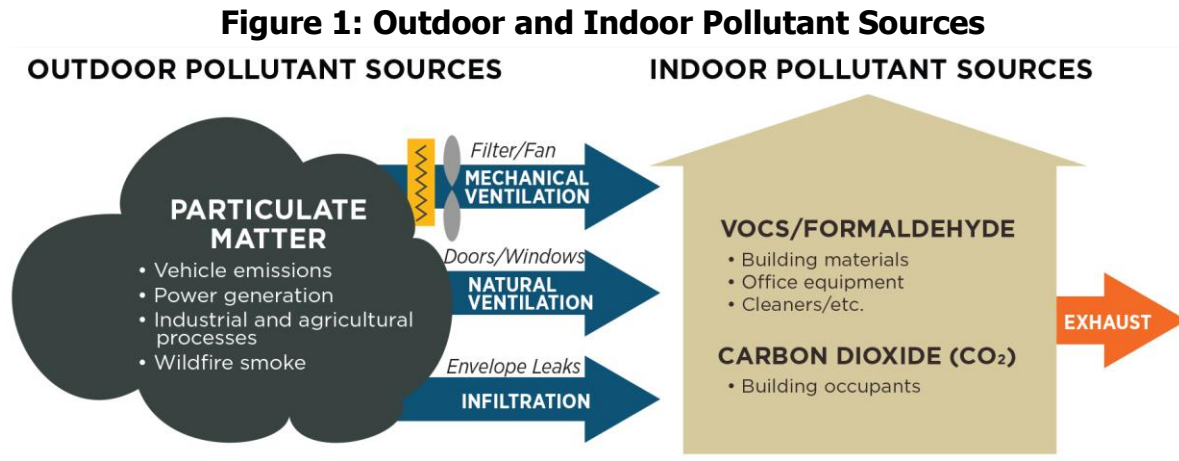 Figure 1: Outdoor and Indoor Pollutant Sources
OUTDOOR POLLUTANT SOURCES
INDOOR POLLUTANT SOURCES
PARTICULATE
MATTER
• Vehicle emissions
• Power generation
• Industrial and agricultural
processes
• Wildfire smoke
Filter/Fan
MECHANICAL
VENTILATION
Doors/Windows
NATURAL
VENTILATION
Envelope Leaks
INFILTRATION
VOCS/FORMALDEHYDE
• Building materials
• Office equipment
• Cleaners/etc.
CARBON DIOXIDE (CO₂)
• Building occupants
EXHAUST